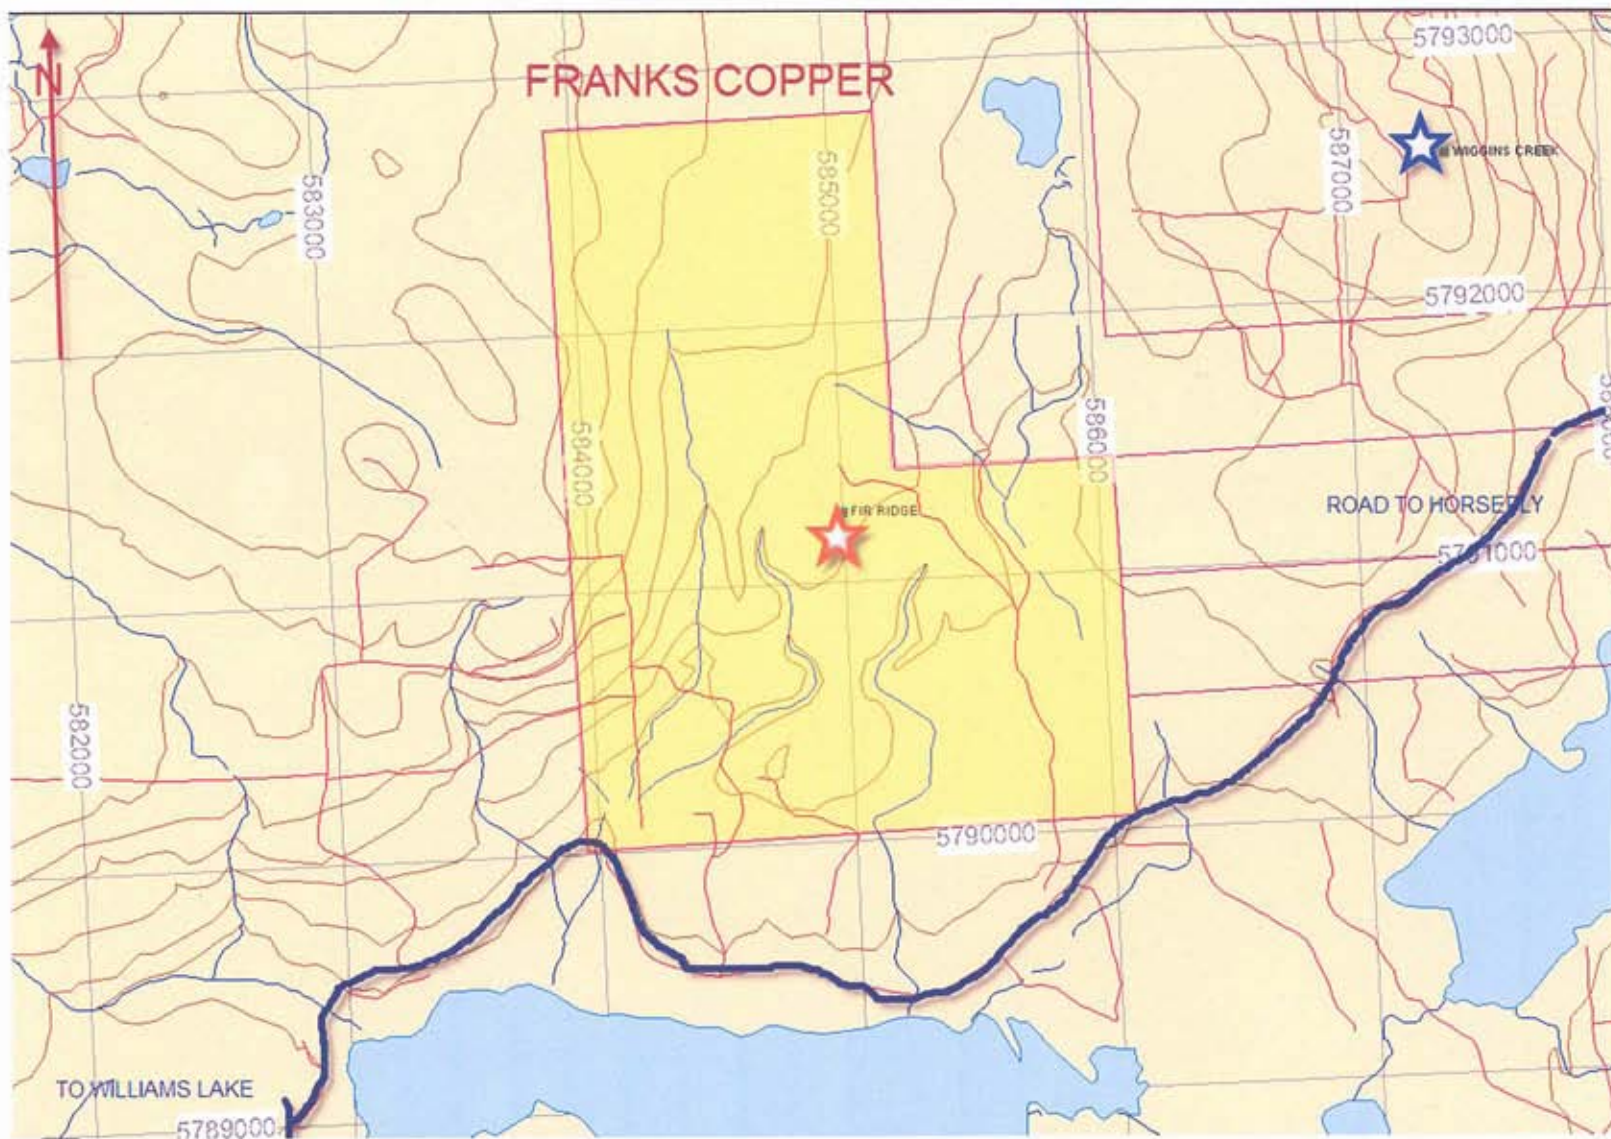 5793000
FRANKS COPPER
N
WIGGINS CREEK
585000
587000
583000
5792000
586000
584000
ROAD TO HORSEFLY
FIR RIDGE
5791000
582000
5790000
TO WILLIAMS LAKE
5789000